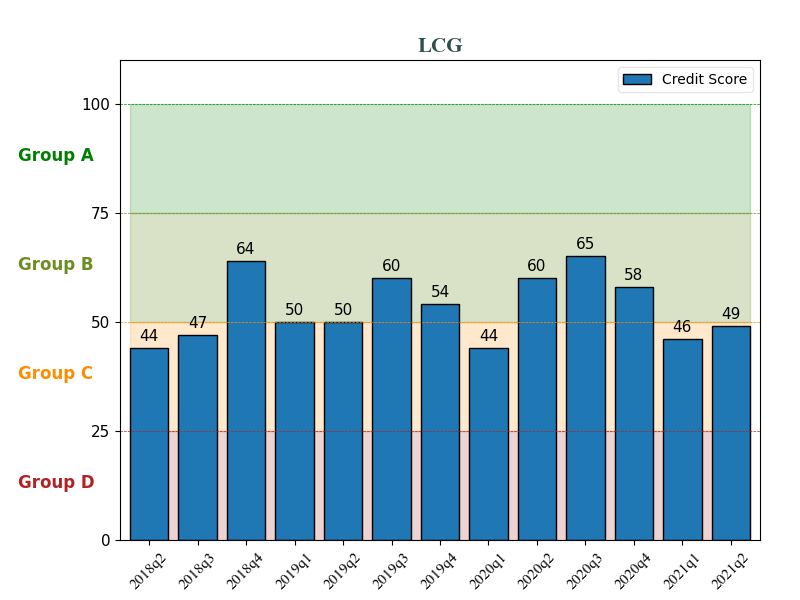 LCG
Credit Score
100
Group A
75
Group B
50
Group C
25
Group D
0
44
47
64
50
50
60
54
44
60
65
58
46
49
2018q2
2018q3
2018q4
2019q1
2019q2
2019q3
2019q4
2020q1
2020q2
2020q3
2020q4
2021q1
2021q2